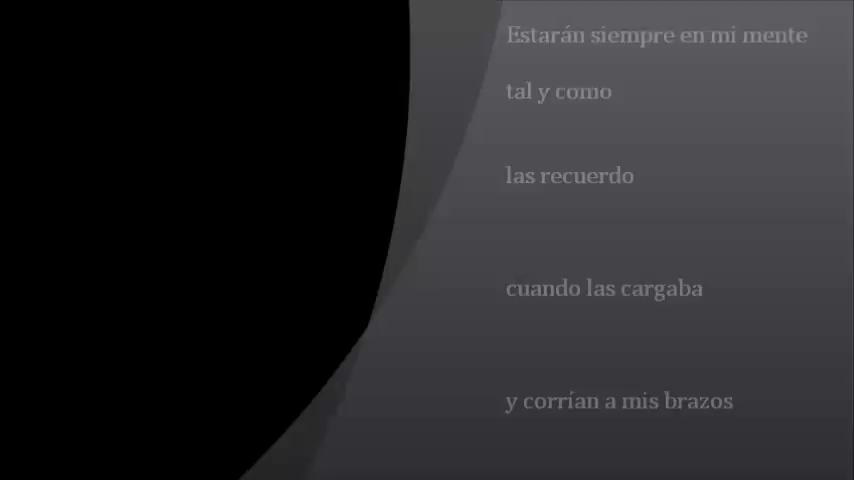 Estarán siempre en mi mente
tal y como
las recuerdo
cuando las cargaba
y corrían a mis brazos